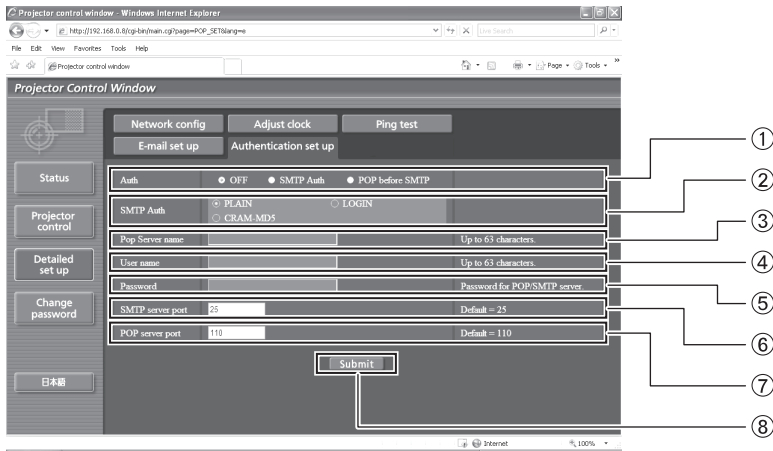 Projector control window - Windows Internet Explorer
http://192.168.0.8/cgi-bin/main.cgi?page=POP_SET&lang=e
Live Search
File Edit View Favorites Tools Help
Projector control window
Page Tools »
Projector Control Window
Network config Adjust clock Ping test
E-mail set up Authentication set up
Status
Projector control
Detailed set up
Change password
日本語
Auth OFF SMTP Auth POP before SMTP ①
SMTP Auth PLAIN LOGIN ②
CRAM-MD5
Pop Server name Up to 63 characters. ③
User name Up to 63 characters. ④
Password Password for POP/SMTP server. ⑤
SMTP server port 25 Default = 25 ⑥
POP server port 110 Default = 110 ⑦
Submit ⑧
Internet 100%